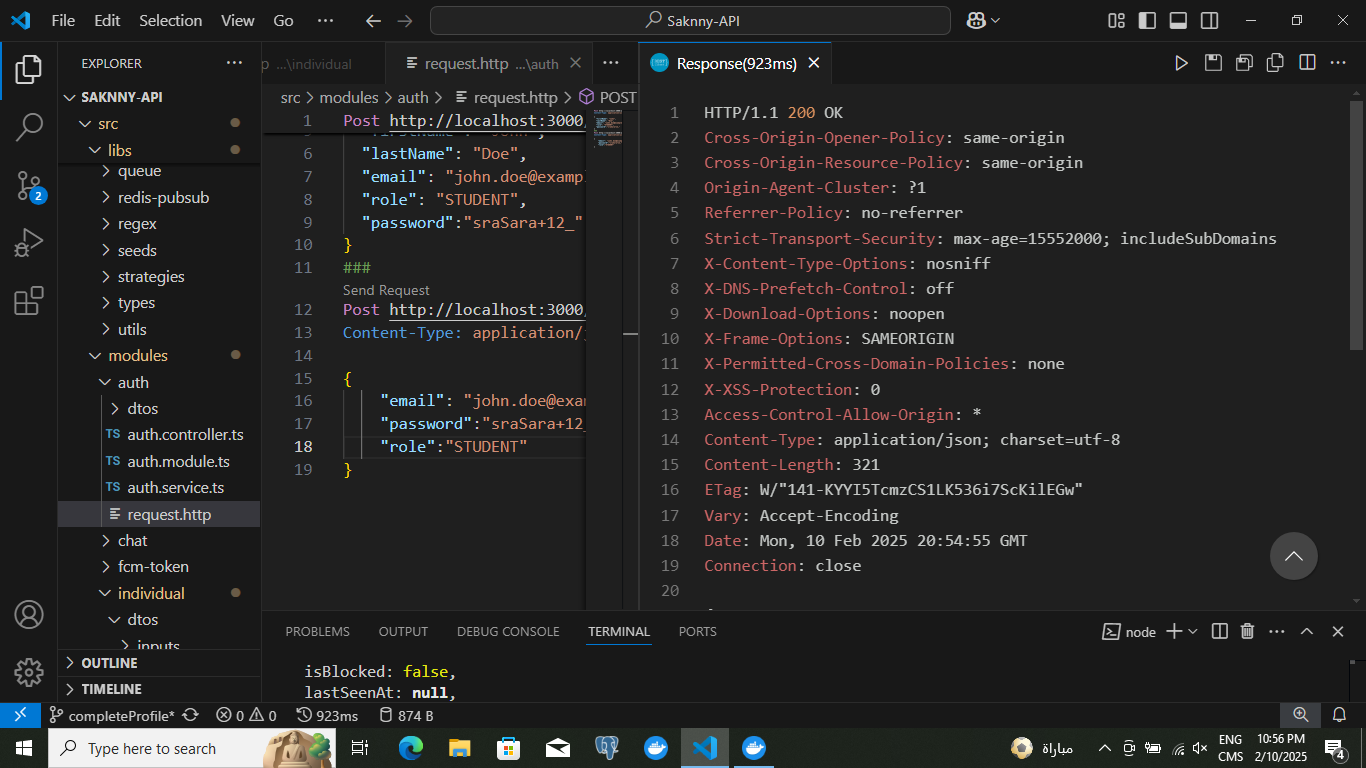 File Edit Selection View Go ··· Saknny-API
EXPLORER ···
SAKNNY-API
src
libs
queue
redis-pubsub
regex
seeds
strategies
types
utils
modules
auth
dtos
TS auth.controller.ts
TS auth.module.ts
TS auth.service.ts
request.http
chat
fcm-token
individual
dtos
inputs
OUTLINE
TIMELINE
p ...\individual request.http ...\auth ···
src > modules > auth > request.http > POST
1 Post http://localhost:3000/
6 "lastName": "Doe",
7 "email": "john.doe@examp
8 "role": "STUDENT",
9 "password":"sraSara+12_"
10 }
11 ###
Send Request
12 Post http://localhost:3000/
13 Content-Type: application/j
14
15 {
16 "email": "john.doe@exam
17 "password":"sraSara+12_
18 "role":"STUDENT"
19 }
Response(923ms)
1 HTTP/1.1 200 OK
2 Cross-Origin-Opener-Policy: same-origin
3 Cross-Origin-Resource-Policy: same-origin
4 Origin-Agent-Cluster: ?1
5 Referrer-Policy: no-referrer
6 Strict-Transport-Security: max-age=15552000; includeSubDomains
7 X-Content-Type-Options: nosniff
8 X-DNS-Prefetch-Control: off
9 X-Download-Options: noopen
10 X-Frame-Options: SAMEORIGIN
11 X-Permitted-Cross-Domain-Policies: none
12 X-XSS-Protection: 0
13 Access-Control-Allow-Origin: *
14 Content-Type: application/json; charset=utf-8
15 Content-Length: 321
16 ETag: W/"141-KYYI5TcmzCS1LK536i7ScKilEGw"
17 Vary: Accept-Encoding
18 Date: Mon, 10 Feb 2025 20:54:55 GMT
19 Connection: close
20
PROBLEMS OUTPUT DEBUG CONSOLE TERMINAL PORTS node
isBlocked: false,
lastSeenAt: null,
completeProfile* 0 0 923ms 874 B
Type here to search
مباراة
ENG
CMS
10:56 PM
2/10/2025
4
2